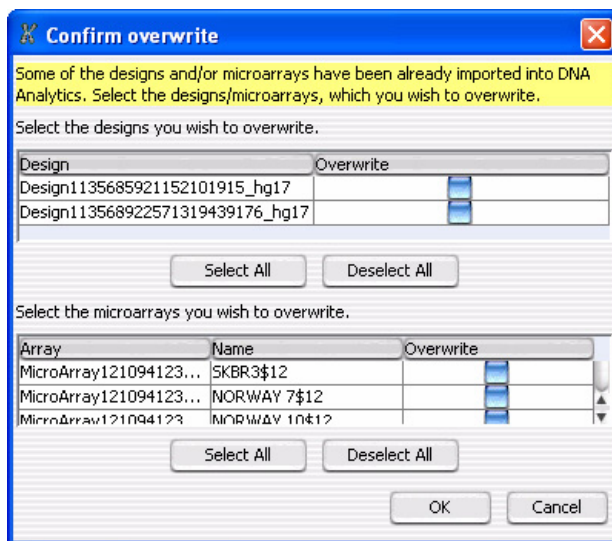 Confirm overwrite
Some of the designs and/or microarrays have been already imported into DNA
Analytics. Select the designs/microarrays, which you wish to overwrite.
Select the designs you wish to overwrite.
Design Overwrite
Design1135685921152101915_hg17
Design113568922571319439176_hg17
Select All Deselect All
Select the microarrays you wish to overwrite.
Array Name Overwrite
MicroArray121094123... SKBR3$12
MicroArray121094123... NORWAY 7$12
MicroArray121094123... NORWAY 10$12
Select All Deselect All
OK Cancel